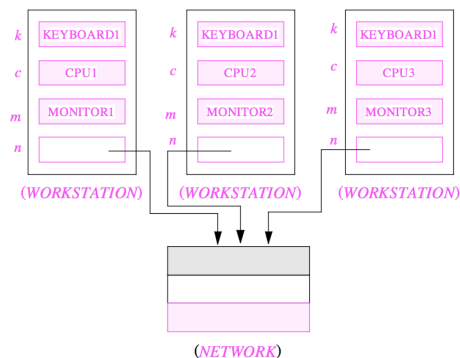 k KEYBOARD1 k KEYBOARD1 k KEYBOARD1
c CPU1 c CPU2 c CPU3
m MONITOR1 m MONITOR2 m MONITOR3
n n n
(WORKSTATION) (WORKSTATION) (WORKSTATION)
(NETWORK)